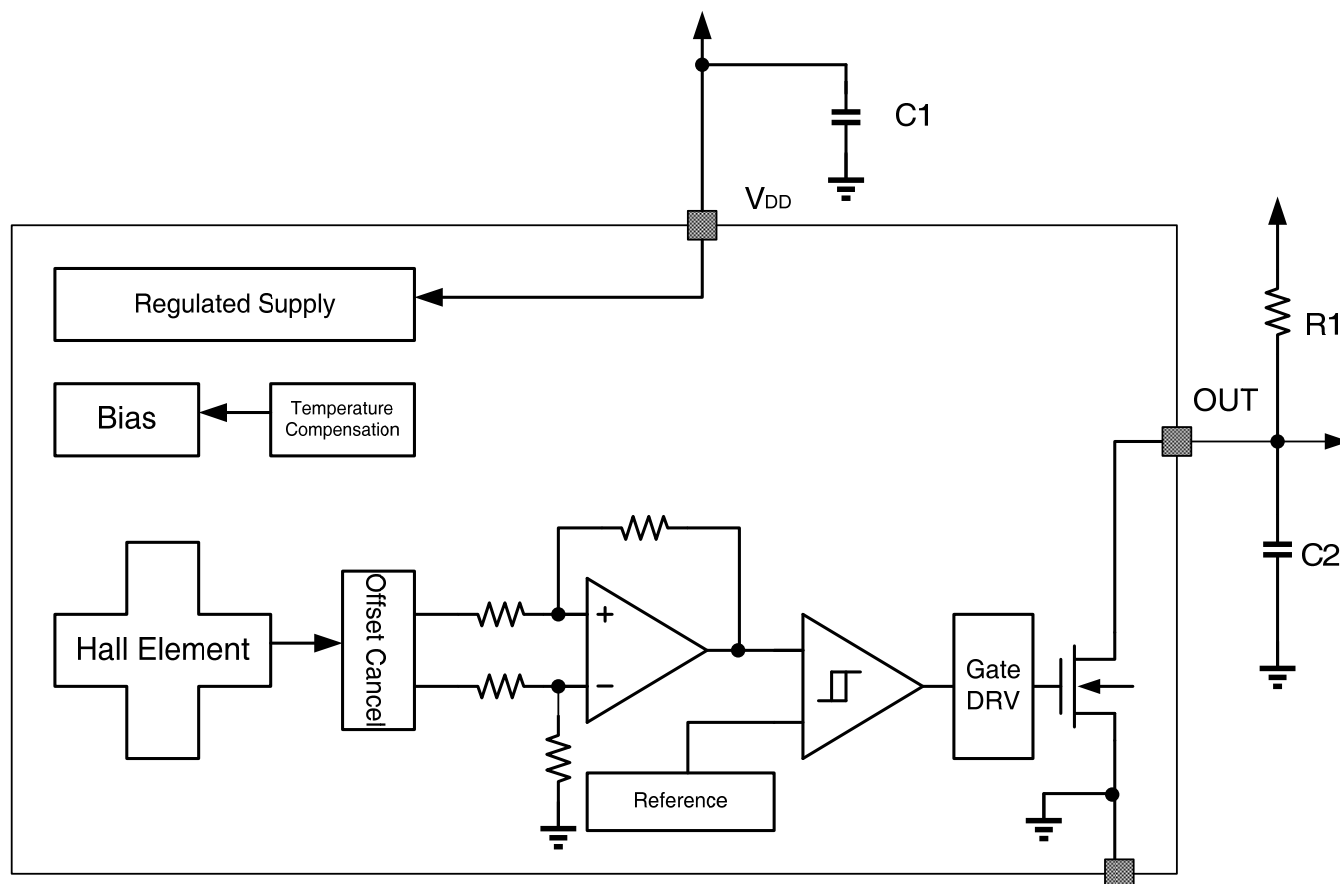 C1
VDD
Regulated Supply
R1
Bias
Temperature
Compensation
OUT
C2
Hall Element
Offset Cancel
+
−
Gate
DRV
Reference